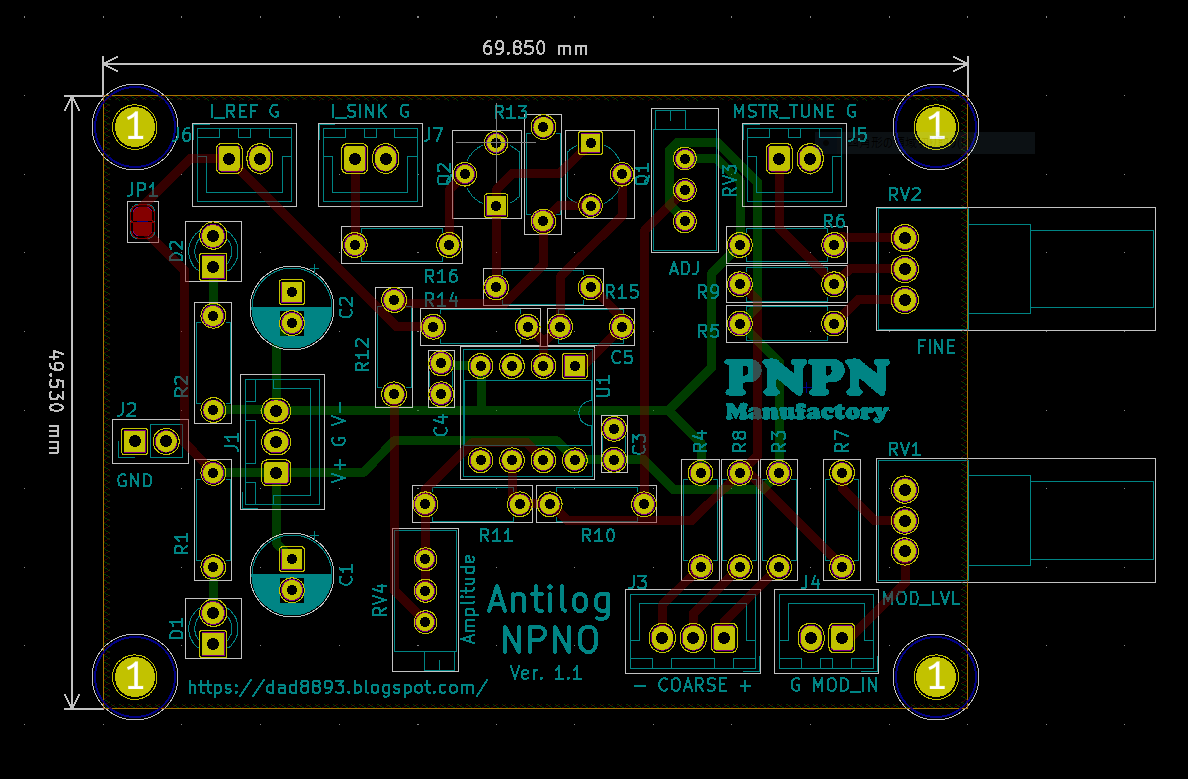 69.850 mm
49.530 mm
1
1
I_REF G
I_SINK G
R13
MSTR_TUNE G
J6
J7
J5
JP1
Q2
Q1
RV3
RV2
D2
R6
R16
ADJ
C2
R14
R15
R9
R12
R5
C5
FINE
R2
U1
PNPN
Manufactory
J2
J1
V+ G V-
C4
C3
R4
R8
R3
R7
RV1
GND
R1
R11
R10
C1
RV4
Amplitude
J3
J4
D1
Antilog
NPNO
Ver. 1.1
MOD_LVL
1
1
https://dad8893.blogspot.com/
- COARSE +
G MOD_IN